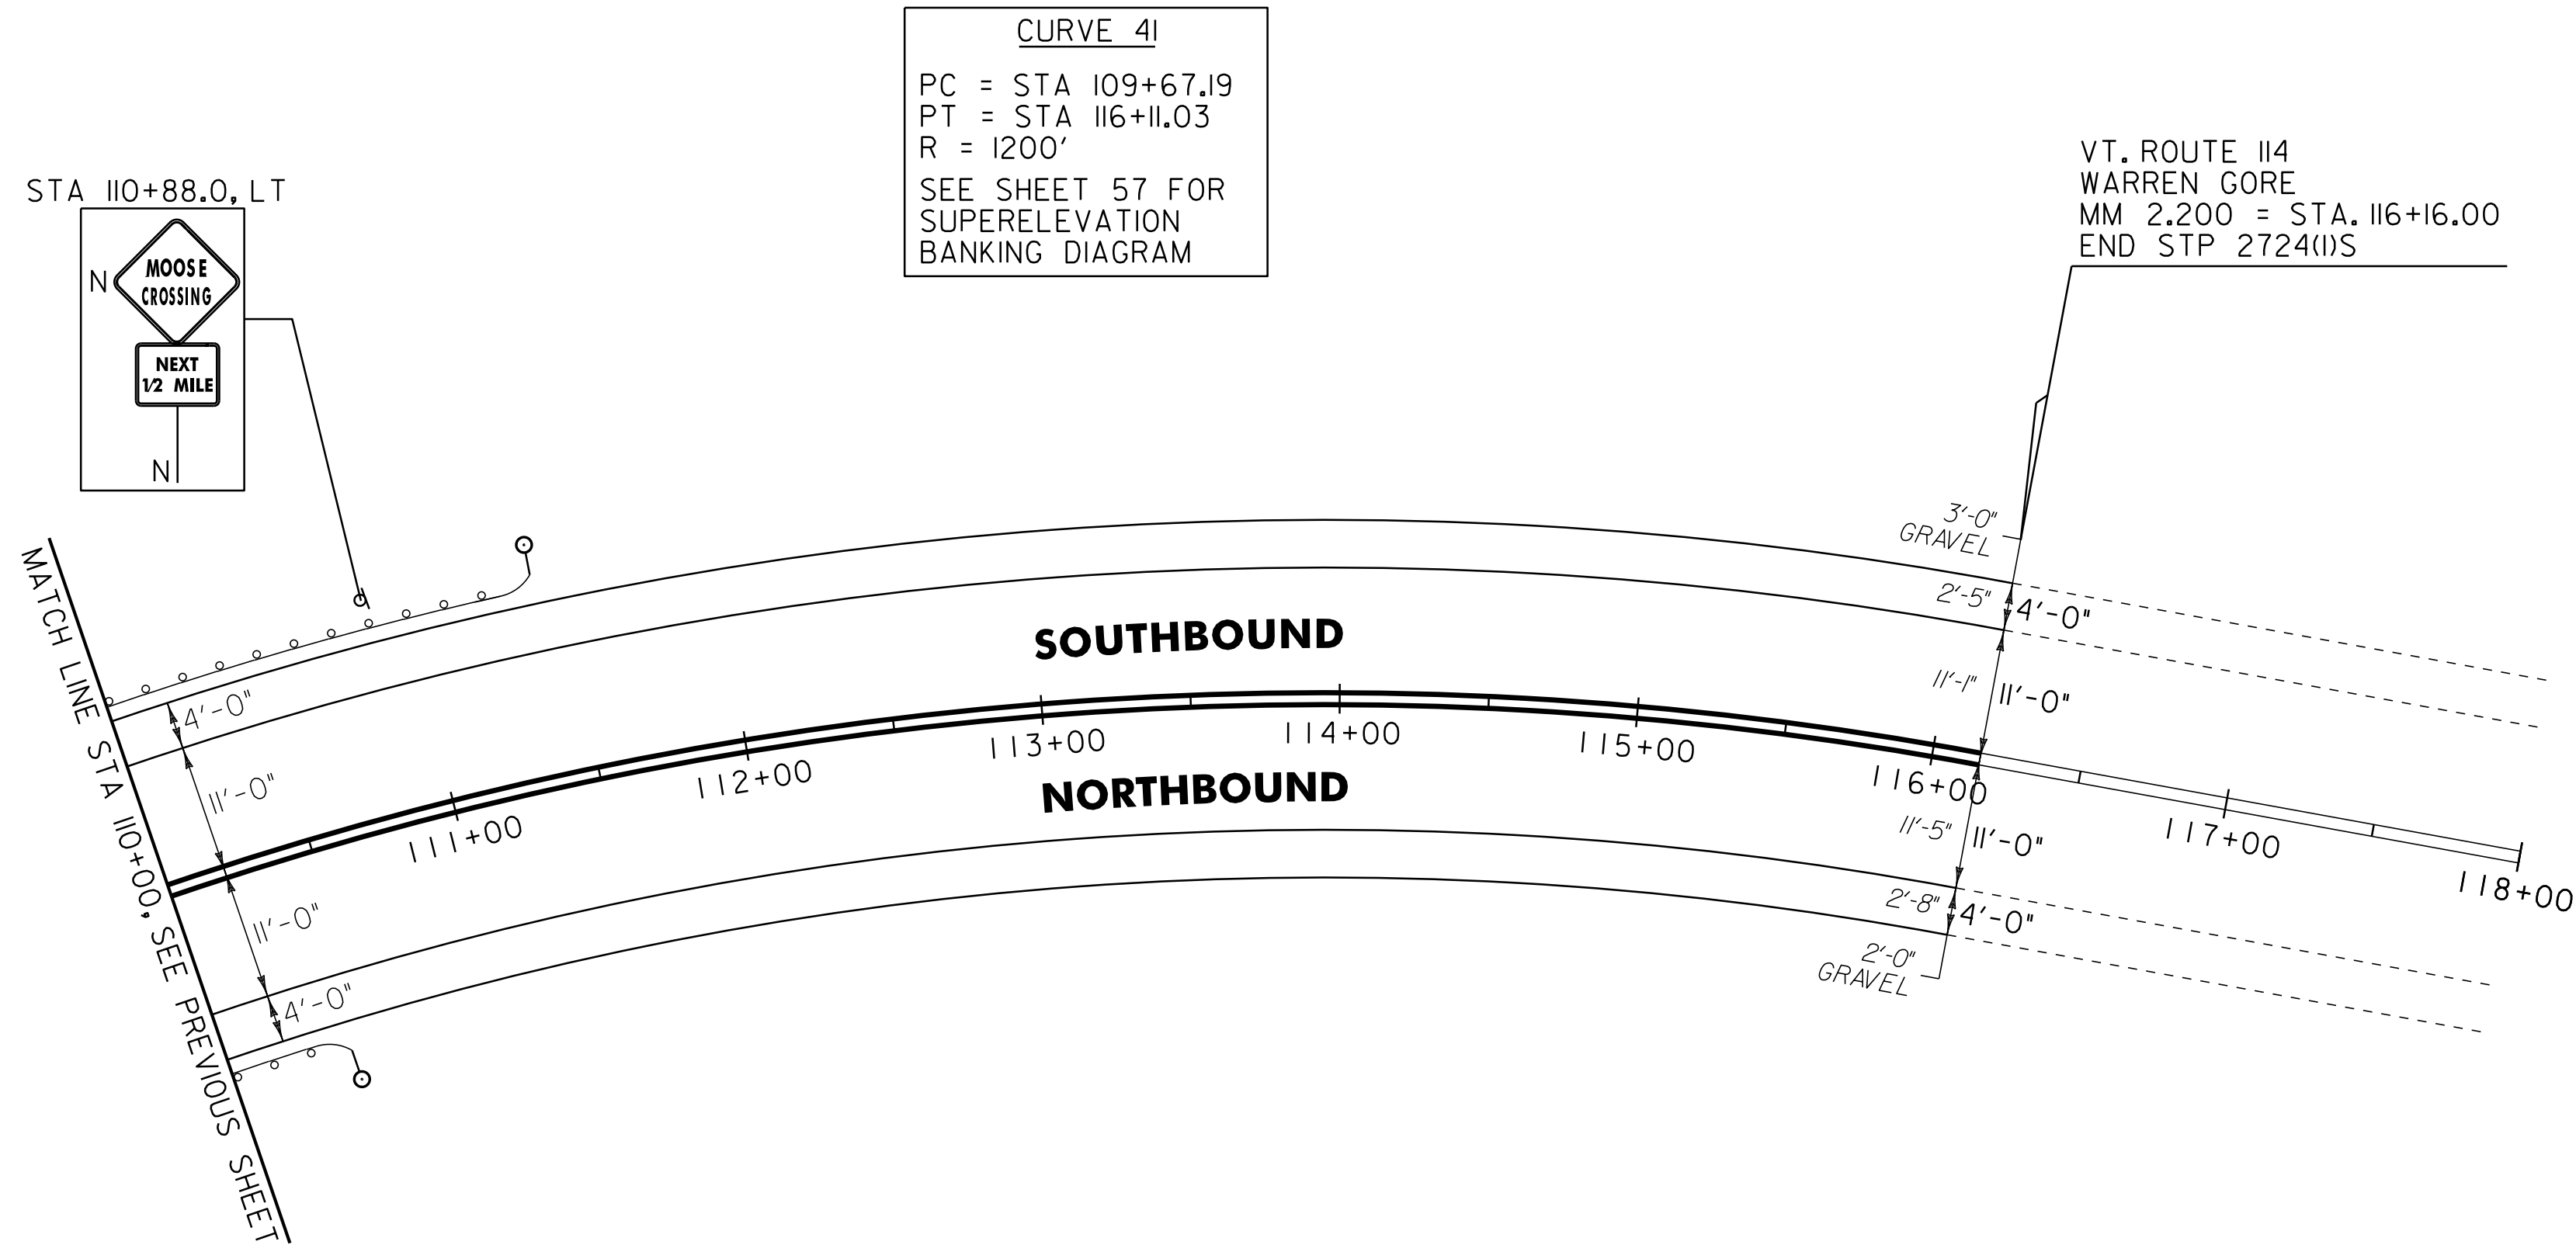 CURVE 41
PC = STA 109+67.19
PT = STA 116+11.03
R = 1200'
SEE SHEET 57 FOR
SUPERELEVATION
BANKING DIAGRAM
VT. ROUTE 114
WARREN GORE
MM 2.200 = STA. 116+16.00
END STP 2724(1)S
STA 110+88.0, LT
N
MOOSE
CROSSING
NEXT
1/2 MILE
N
MATCH LINE STA 110+00, SEE PREVIOUS SHEET
4'-0"
11'-0"
11'-0"
4'-0"
SOUTHBOUND
NORTHBOUND
111+00
112+00
113+00
114+00
115+00
116+00
117+00
118+00
3'-0"
GRAVEL
2'-5" 4'-0"
11'-1" 11'-0"
11'-5" 11'-0"
2'-8" 4'-0"
2'-0"
GRAVEL